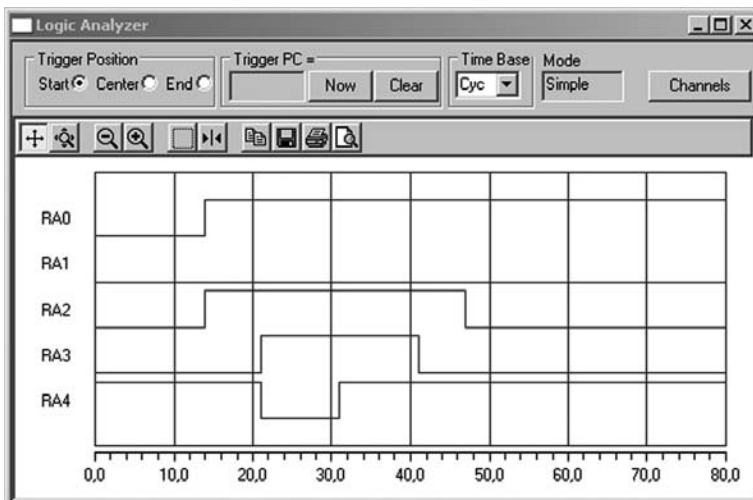 Logic Analyzer
Trigger Position
Start Center End
Trigger PC =
Now Clear
Time Base
Cyc
Mode
Simple
Channels
RA0
RA1
RA2
RA3
RA4
0,0 10,0 20,0 30,0 40,0 50,0 60,0 70,0 80,0